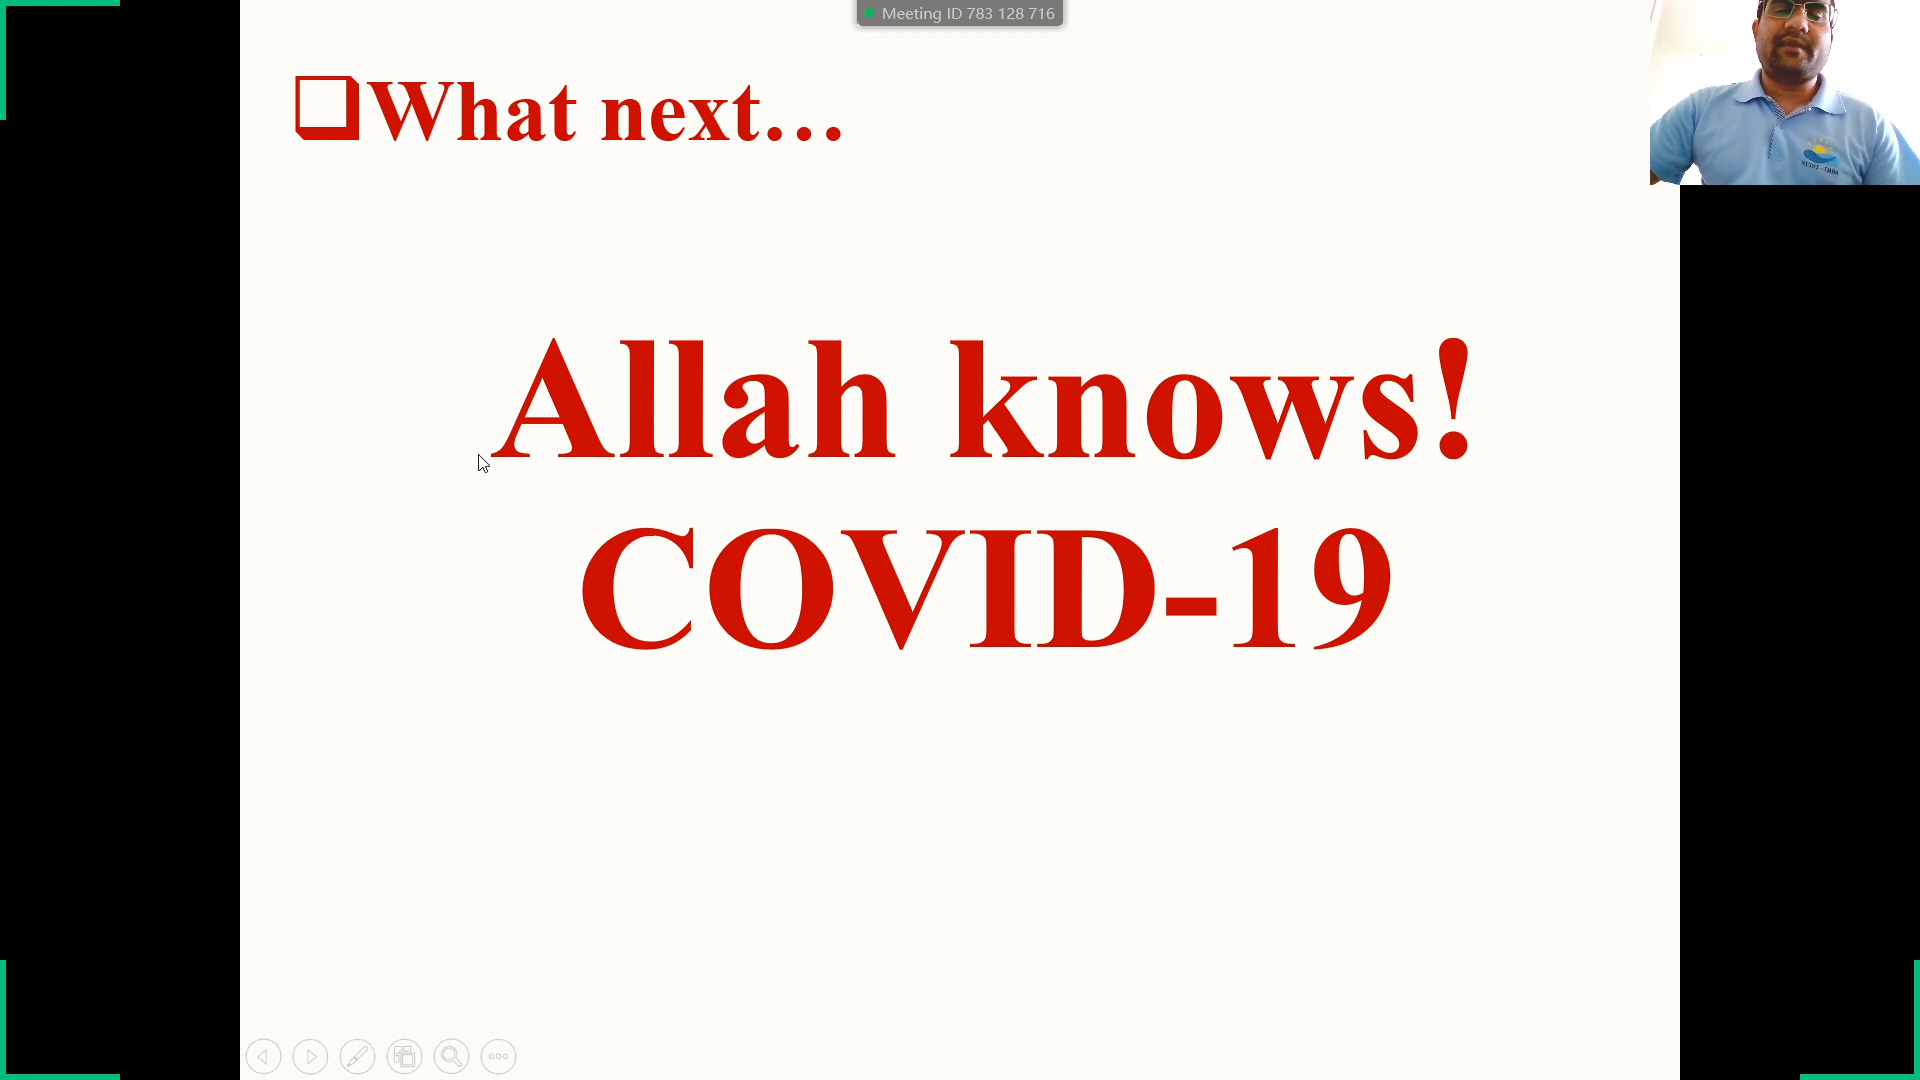 Meeting ID 783 128 716
❑What next...
Allah knows!
COVID-19